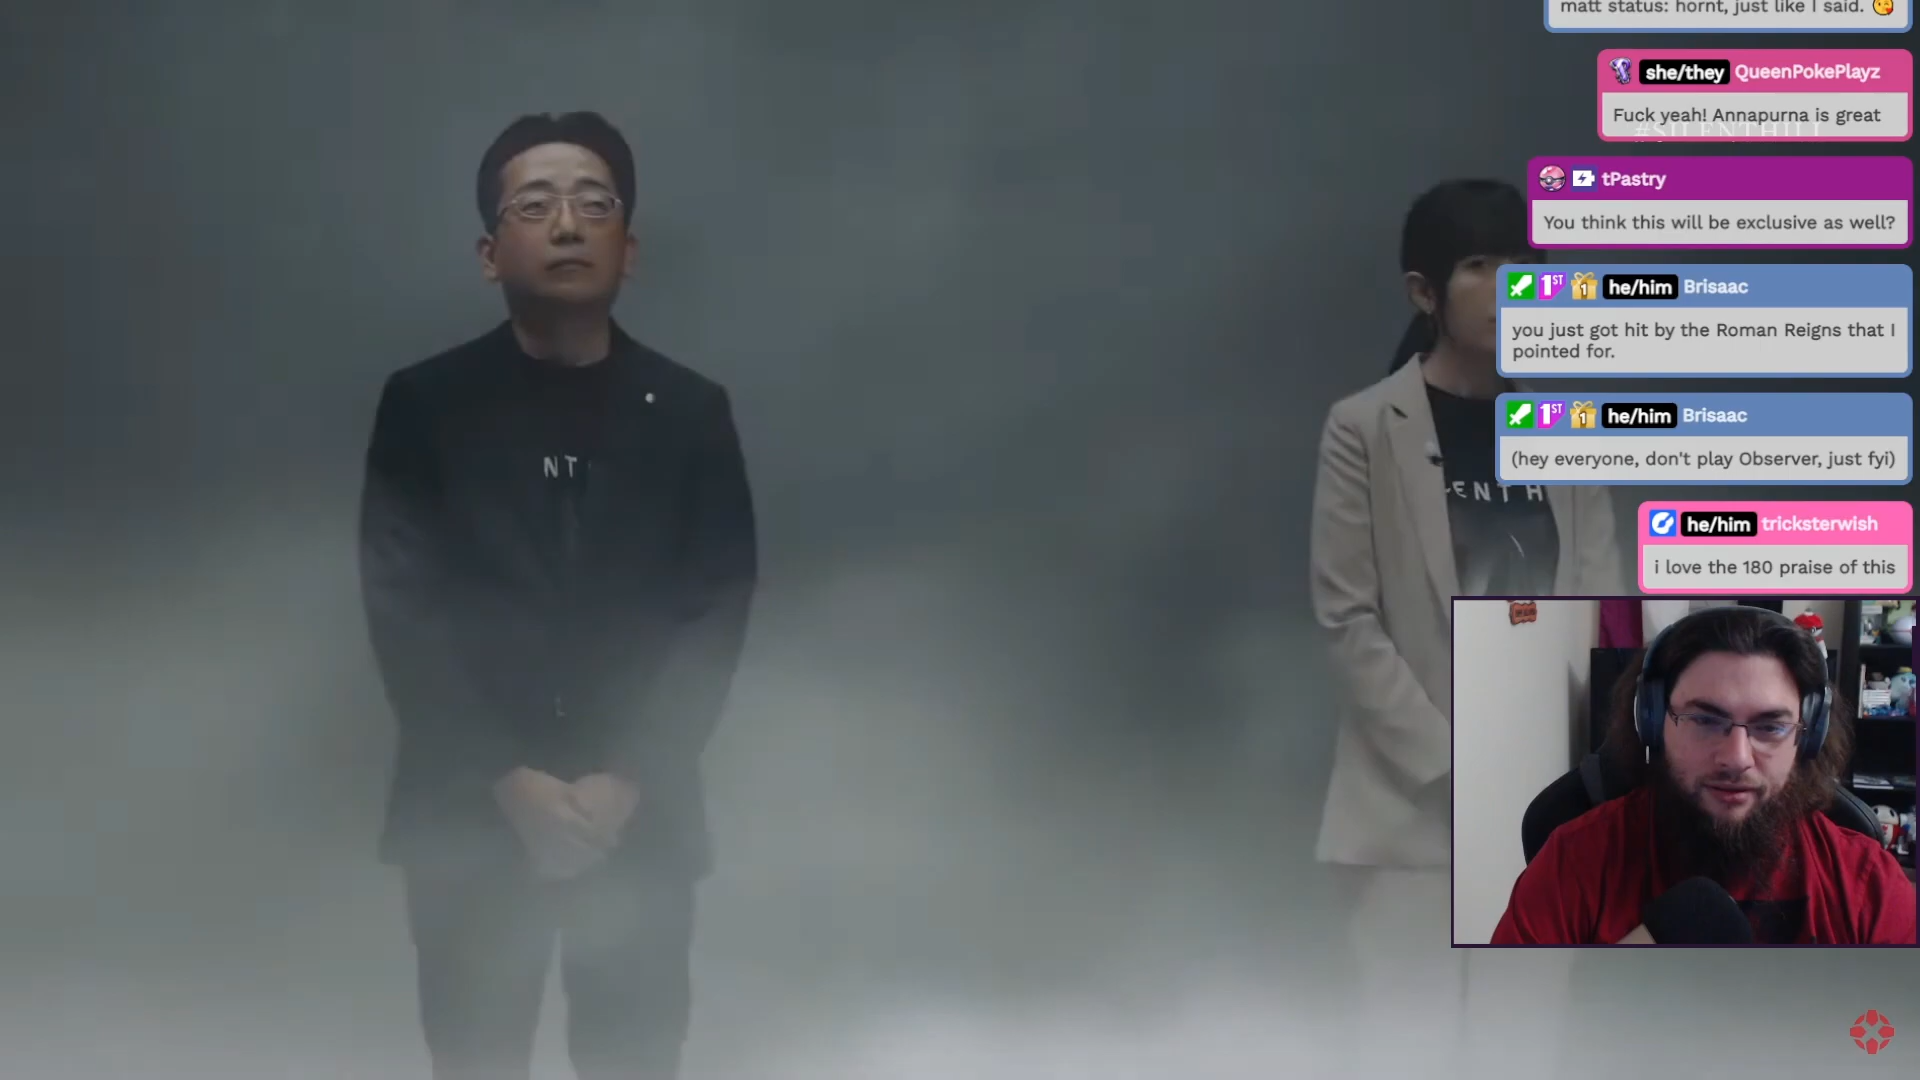 matt status: hornt, just like I said. 😘
she/they QueenPokePlayz
Fuck yeah! Annapurna is great
#SILENTHILL
tPastry
You think this will be exclusive as well?
1ST 1 he/him Brisaac
you just got hit by the Roman Reigns that I
pointed for.
1ST 1 he/him Brisaac
(hey everyone, don't play Observer, just fyi)
he/him tricksterwish
i love the 180 praise of this
NT
ENT H